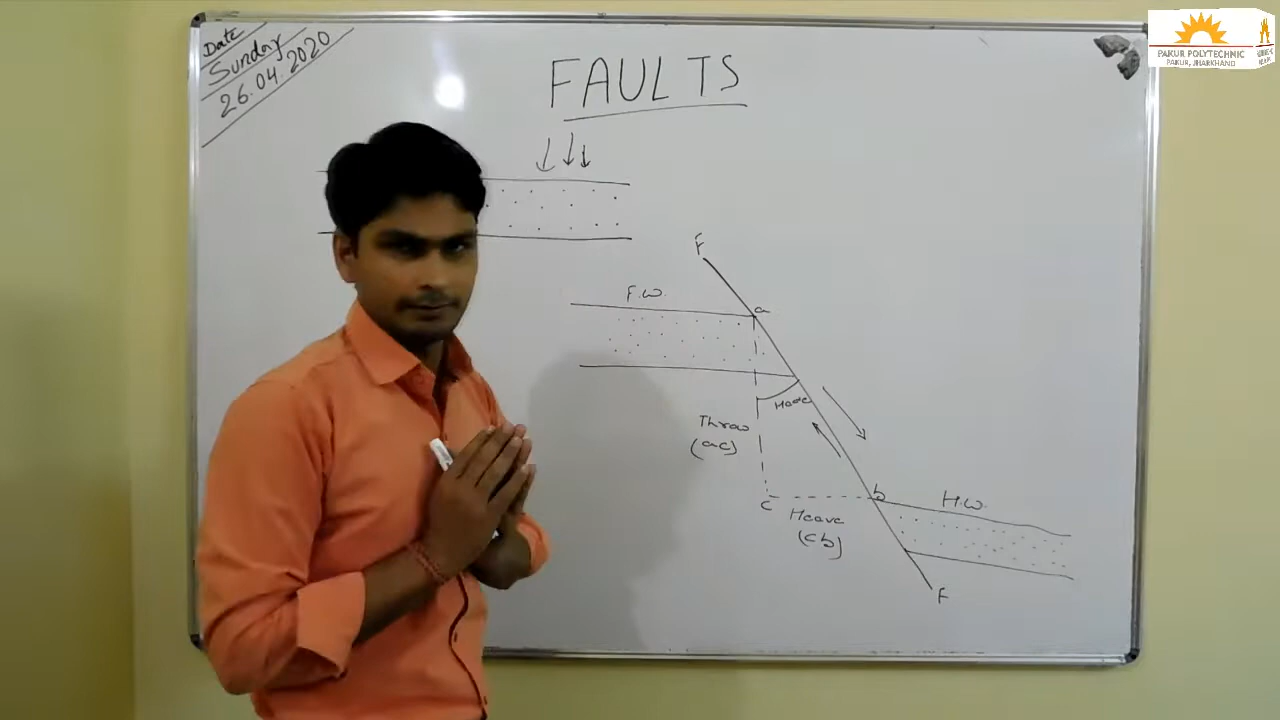 Date
Sunday
26.04.2020
FAULTS
PAKUR POLYTECHNIC
PAKUR, JHARKHAND
F
F.W.
a
Hade
Throw
(ac)
c
b
H.W.
Heave
(cb)
F